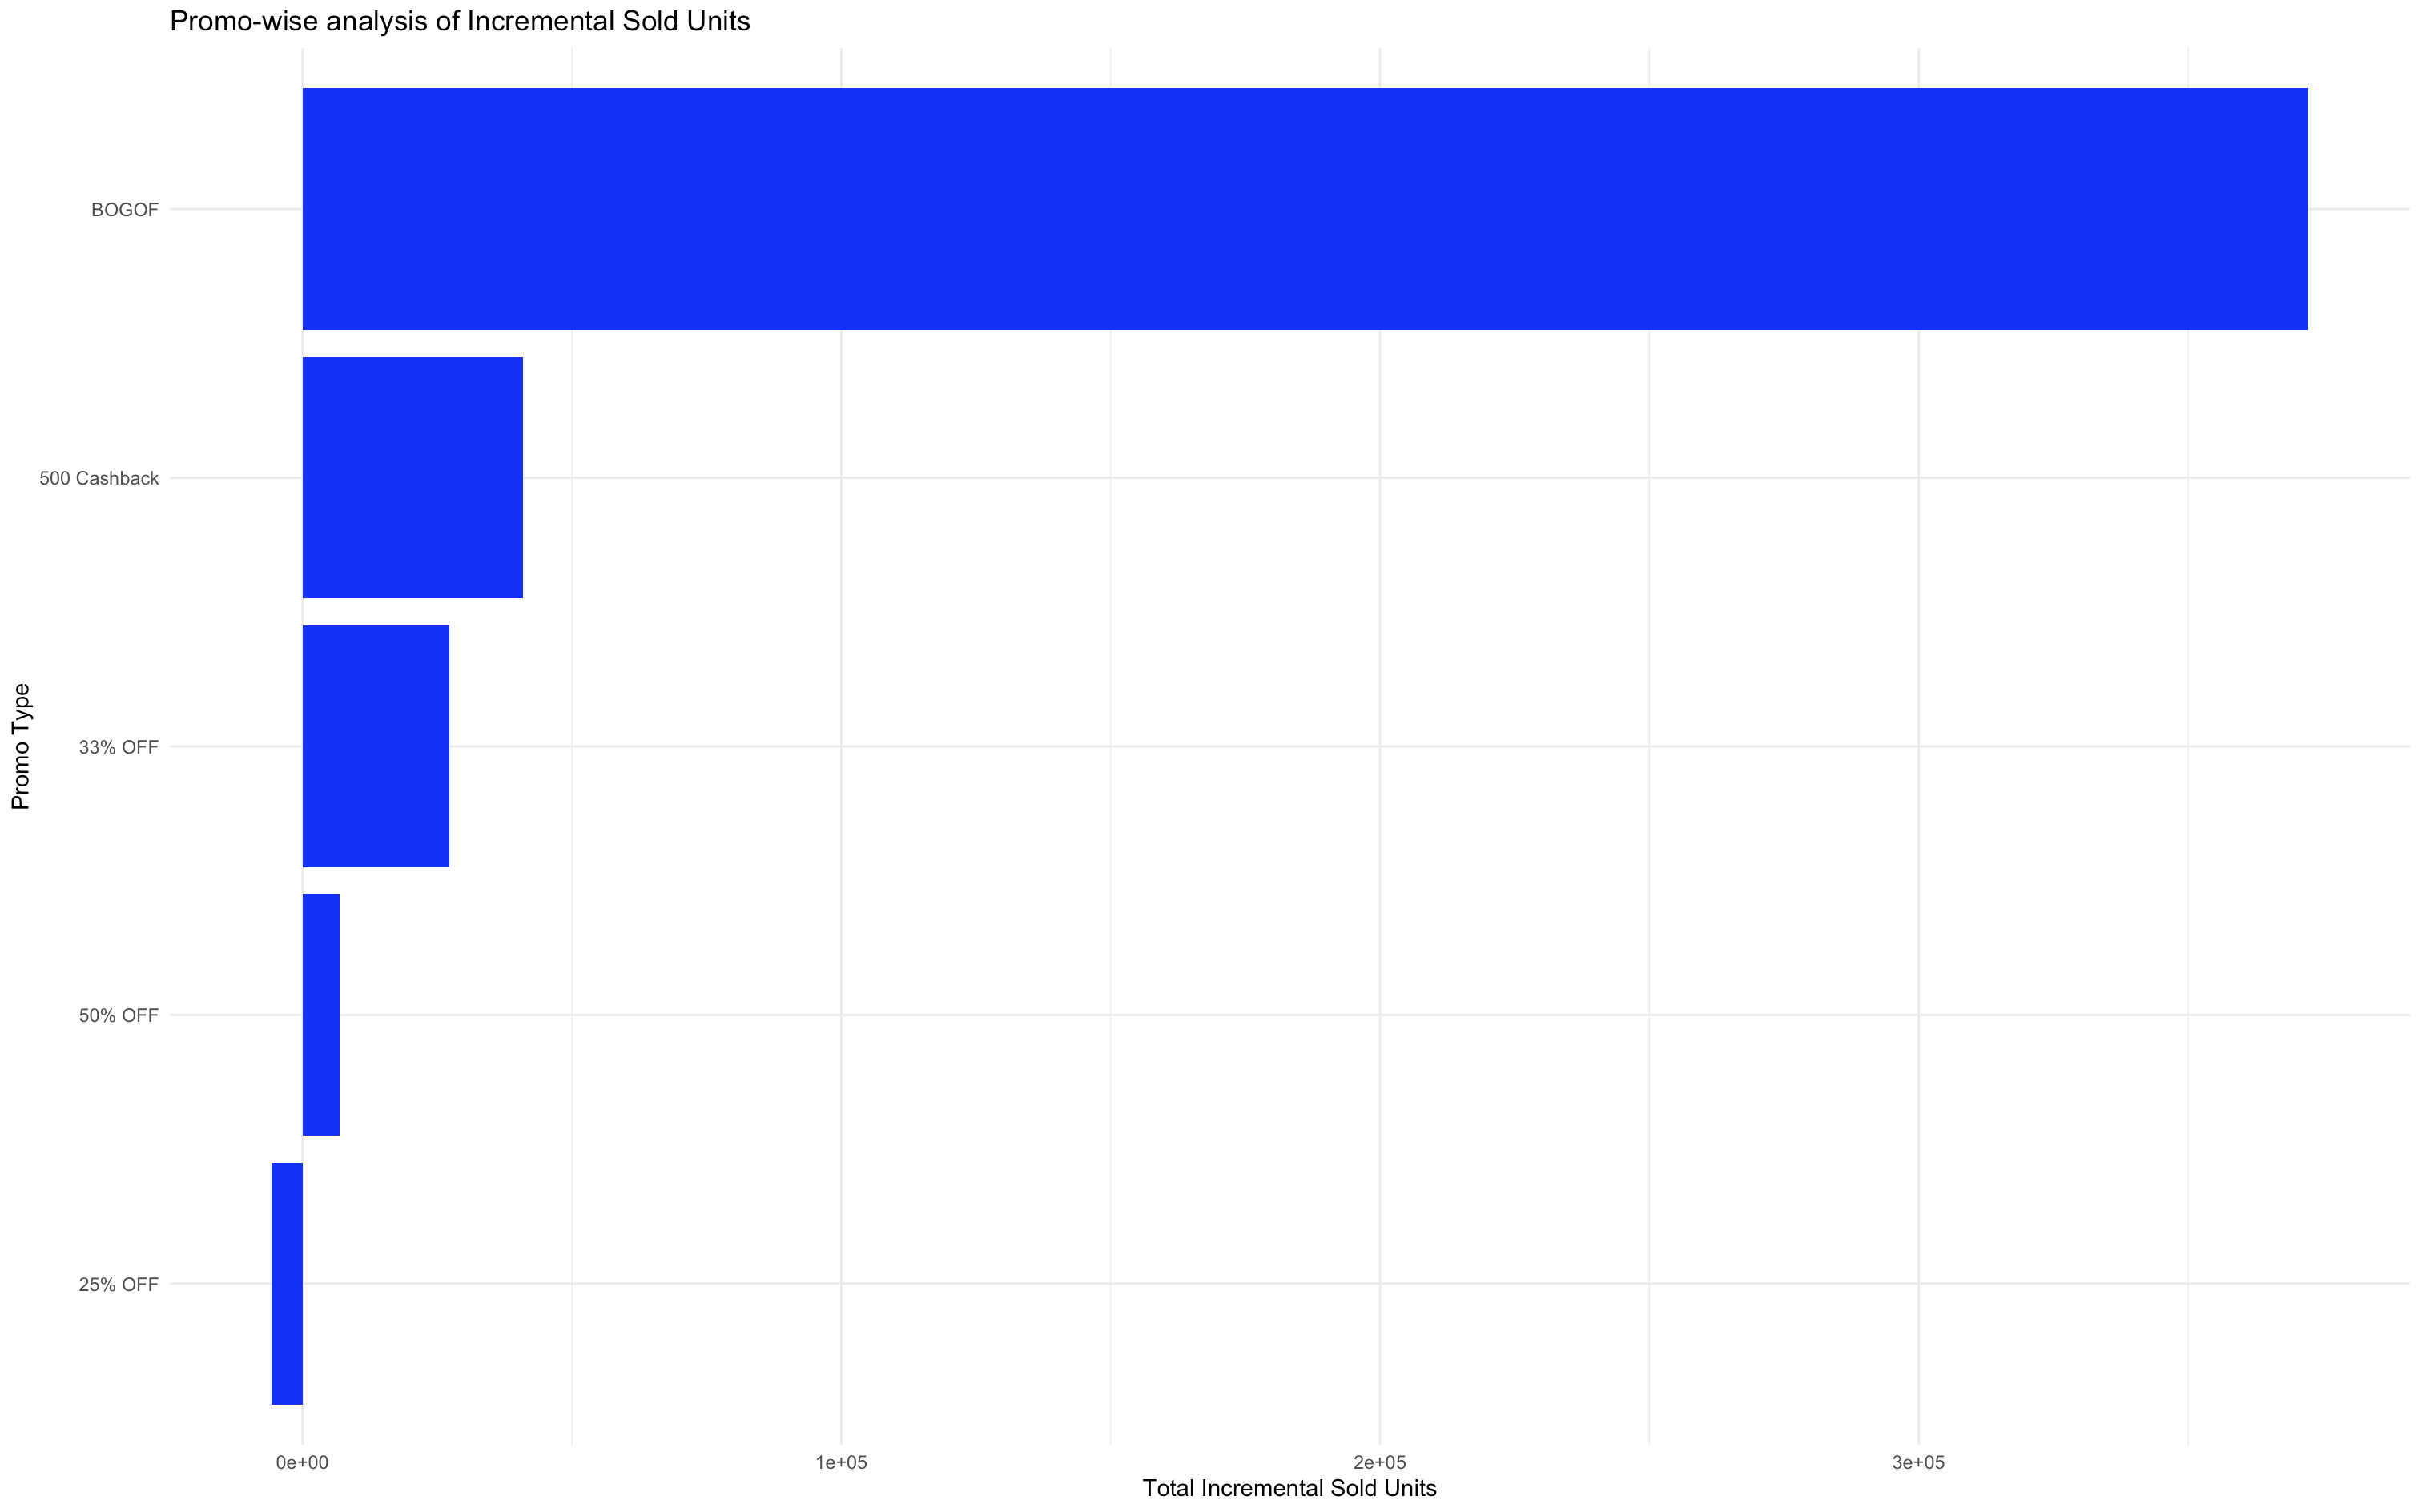 Promo-wise analysis of Incremental Sold Units
Promo Type
BOGOF
500 Cashback
33% OFF
50% OFF
25% OFF
0e+00
1e+05
2e+05
3e+05
Total Incremental Sold Units